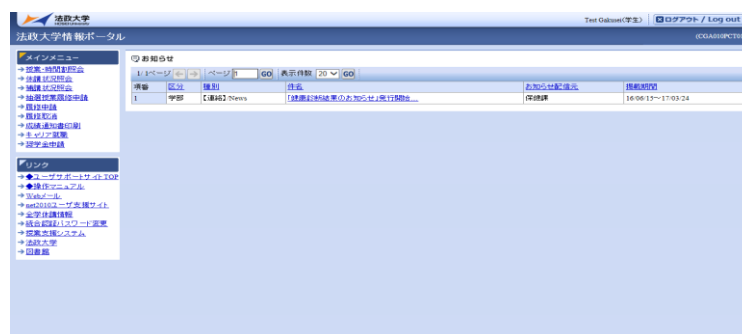 法政大学
Test Gakusei(学生) ログアウト / Log out
法政大学情報ポータル
メインメニュー
授業・時間割照会
休講状況照会
補講状況照会
抽選授業履修申請
履修申請
履修取消
成績通知書印刷
キャリア就職
奨学金申請
リンク
◆ユーザサポートサイトTOP
◆操作マニュアル
Webメール
net2010ユーザ支援サイト
全学休講情報
統合認証パスワード変更
授業支援システム
法政大学
図書館
お知らせ
1/1ページ ページ GO 表示件数 20 GO
項番 区分 種別 件名 お知らせ配信元 掲載期間
1 学部 【連絡】News 「健康診断結果のお知らせ」発行開始... 保健課 16/06/15～17/03/24